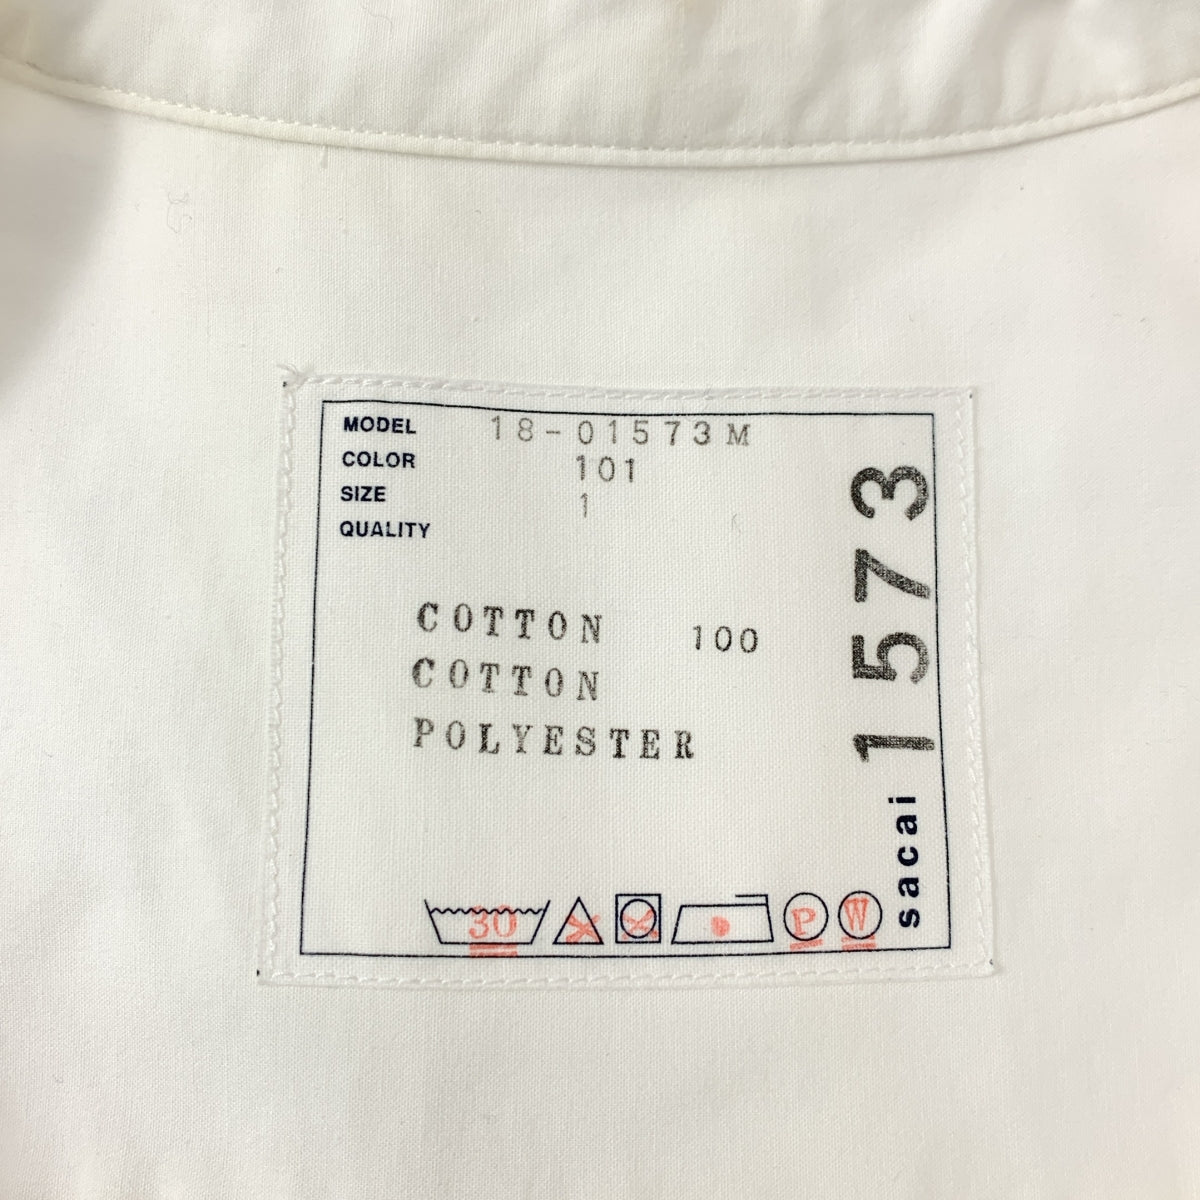 MODEL 18-01573M
COLOR 101
SIZE 1
QUALITY
COTTON 100
COTTON
POLYESTER
30 P W
sacai 1573